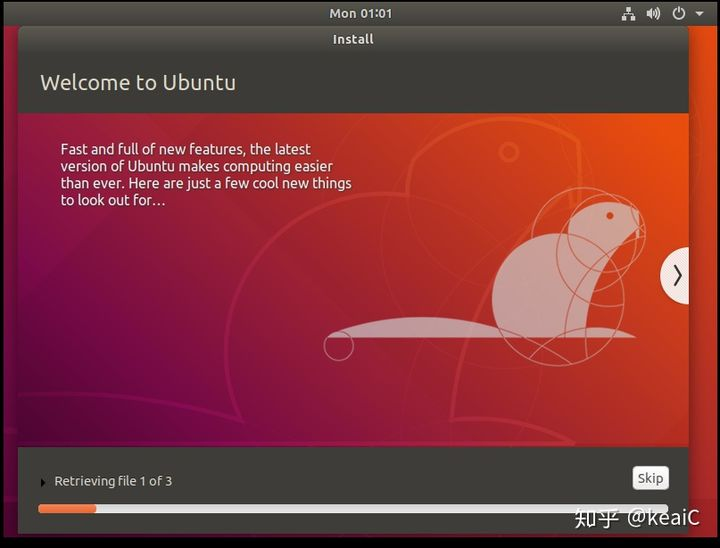 Mon 01:01
Install
Welcome to Ubuntu
Fast and full of new features, the latest
version of Ubuntu makes computing easier
than ever. Here are just a few cool new things
to look out for…
Retrieving file 1 of 3
Skip
知乎 @keaiC